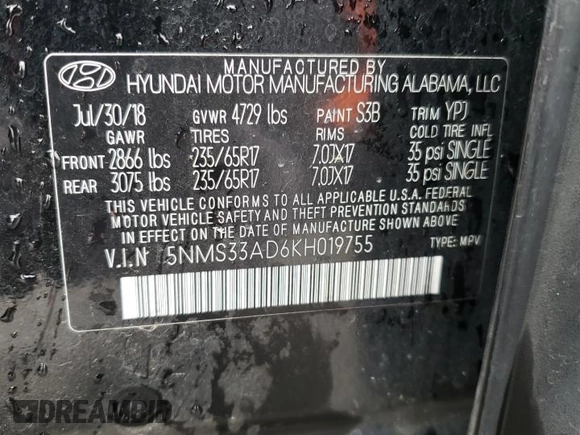 MANUFACTURED BY
HYUNDAI MOTOR MANUFACTURING ALABAMA, LLC
Jul/30/18 GVWR 4729 lbs PAINT S3B TRIM YPJ
GAWR TIRES RIMS COLD TIRE INFL
FRONT 2866 lbs 235/65R17 7.0JX17 35 psi SINGLE
REAR 3075 lbs 235/65R17 7.0JX17 35 psi SINGLE
THIS VEHICLE CONFORMS TO ALL APPLICABLE U.S.A. FEDERAL
MOTOR VEHICLE SAFETY AND THEFT PREVENTION STANDARDS
IN EFFECT ON THE DATE OF MANUFACTURE SHOWN ABOVE.
V.I.N 5NMS33AD6KH019755 TYPE: MPV
DREAMBID